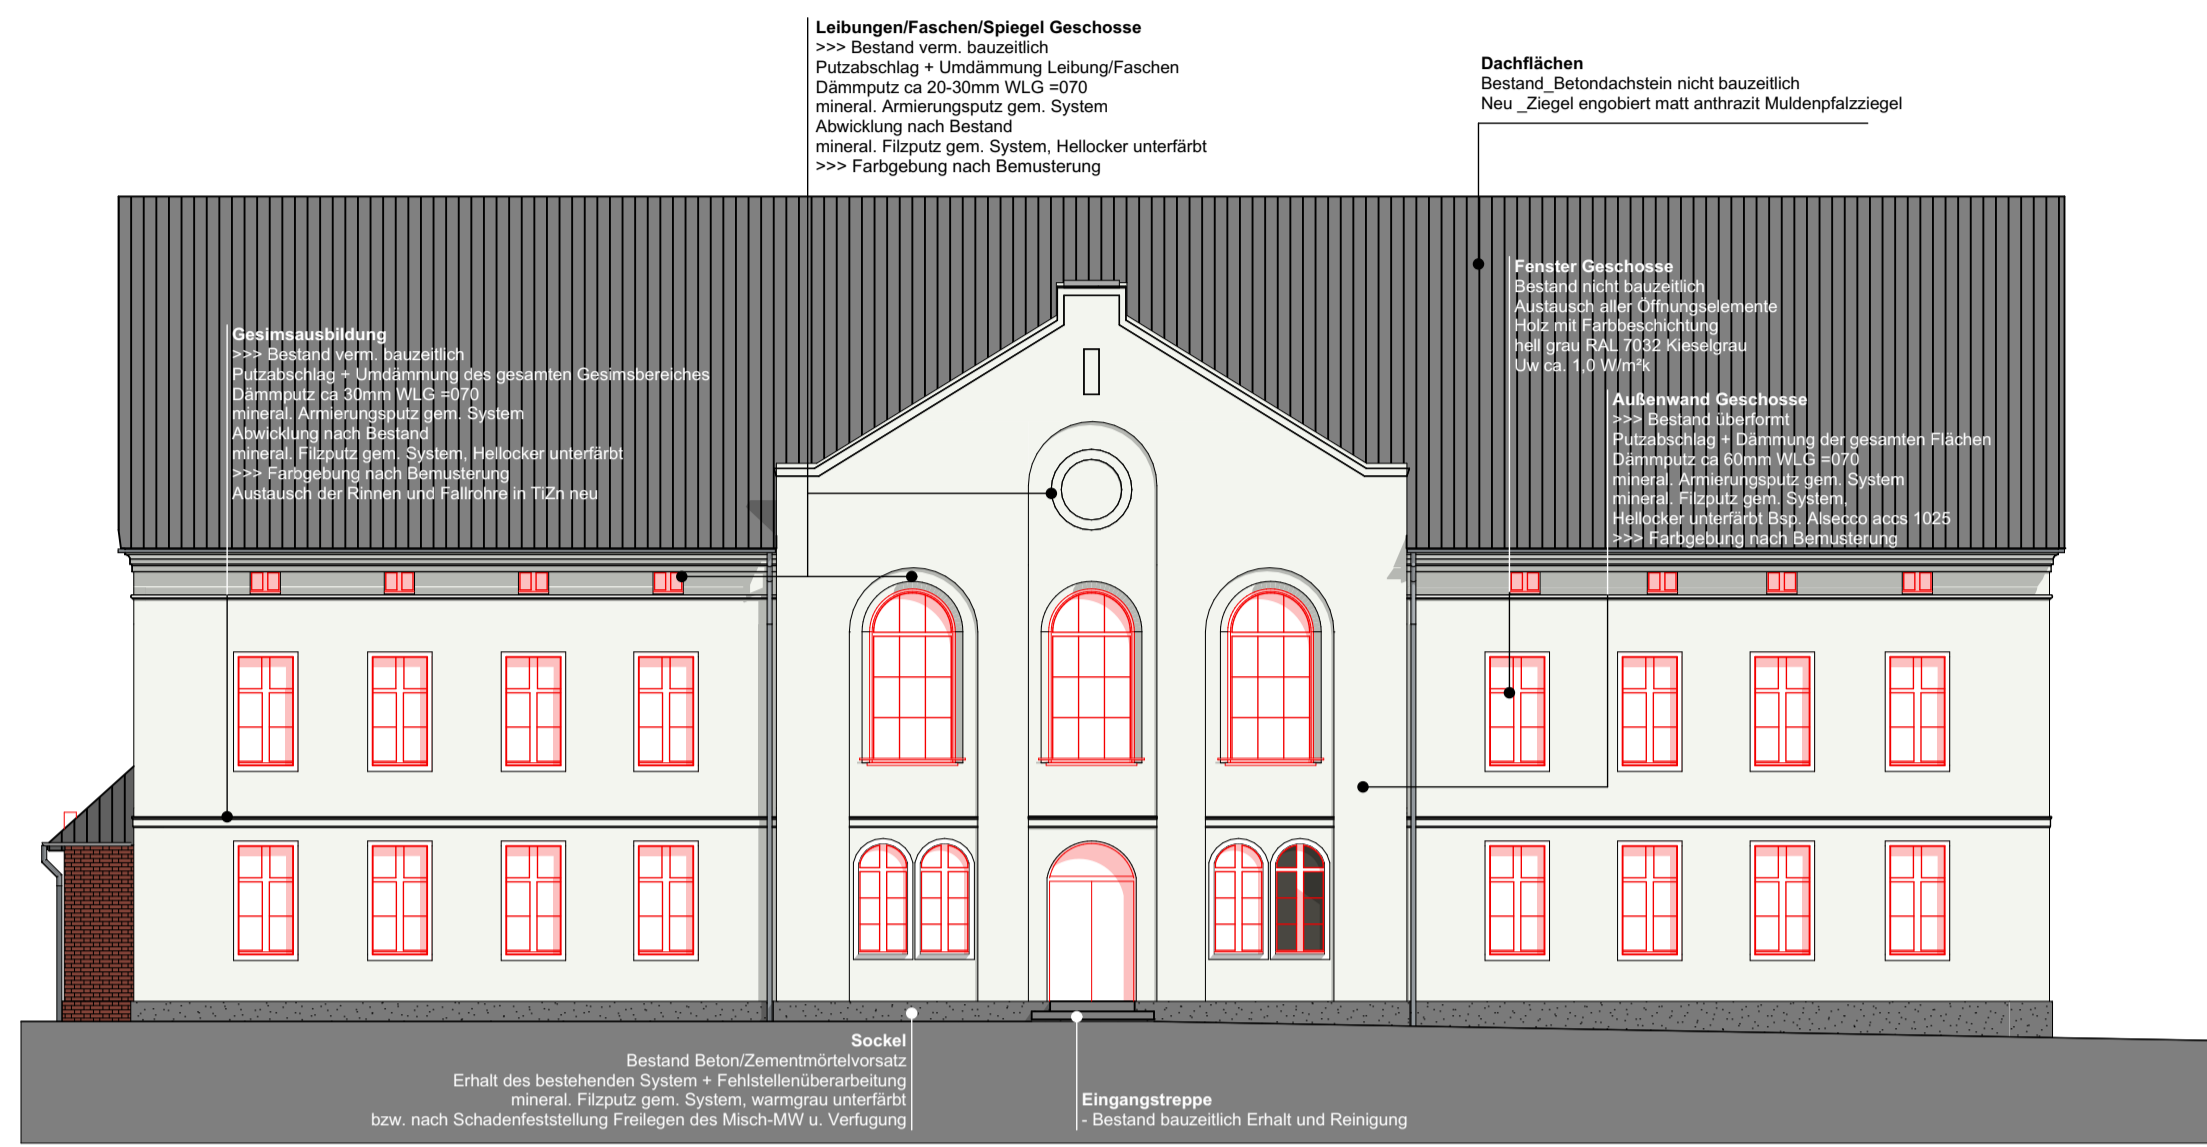 Leibungen/Faschen/Spiegel Geschosse
>>> Bestand verm. bauzeitlich
Putzabschlag + Umdämmung Leibung/Faschen
Dämmputz ca 20-30mm WLG =070
mineral. Armierungsputz gem. System
Abwicklung nach Bestand
mineral. Filzputz gem. System, Hellocker unterfärbt
>>> Farbgebung nach Bemusterung
Dachflächen
Bestand_Betondachstein nicht bauzeitlich
Neu _Ziegel engobiert matt anthrazit Muldenpfalzziegel
Gesimsausbildung
>>> Bestand verm. bauzeitlich
Putzabschlag + Umdämmung des gesamten Gesimsbereiches
Dämmputz ca 30mm WLG =070
mineral. Armierungsputz gem. System
Abwicklung nach Bestand
mineral. Filzputz gem. System, Hellocker unterfärbt
>>> Farbgebung nach Bemusterung
Austausch der Rinnen und Fallrohre in TiZn neu
Fenster Geschosse
Bestand nicht bauzeitlich
Austausch aller Öffnungselemente
Holz mit Farbbeschichtung
hell grau RAL 7032 Kieselgrau
Uw ca. 1,0 W/m²k
Außenwand Geschosse
>>> Bestand überformt
Putzabschlag + Dämmung der gesamten Flächen
Dämmputz ca 60mm WLG =070
mineral. Armierungsputz gem. System
mineral. Filzputz gem. System,
Hellocker unterfärbt Bsp. Alsecco accs 1025
>>> Farbgebung nach Bemusterung
Sockel
Bestand Beton/Zementmörtelvorsatz
Erhalt des bestehenden System + Fehlstellenüberarbeitung
mineral. Filzputz gem. System, warmgrau unterfärbt
bzw. nach Schadenfeststellung Freilegen des Misch-MW u. Verfugung
Eingangstreppe
- Bestand bauzeitlich Erhalt und Reinigung